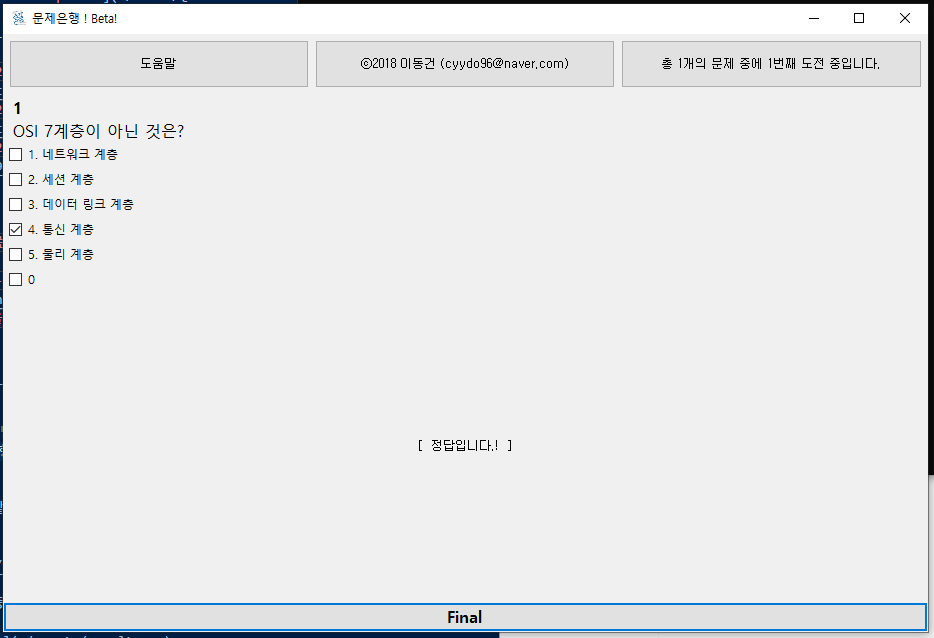 문제은행 ! Beta!
도움말
©2018 이동건 (cyydo96@naver.com)
총 1개의 문제 중에 1번째 도전 중입니다.
1
OSI 7계층이 아닌 것은?
1. 네트워크 계층
2. 세션 계층
3. 데이터 링크 계층
4. 통신 계층
5. 물리 계층
0
[ 정답입니다.! ]
Final